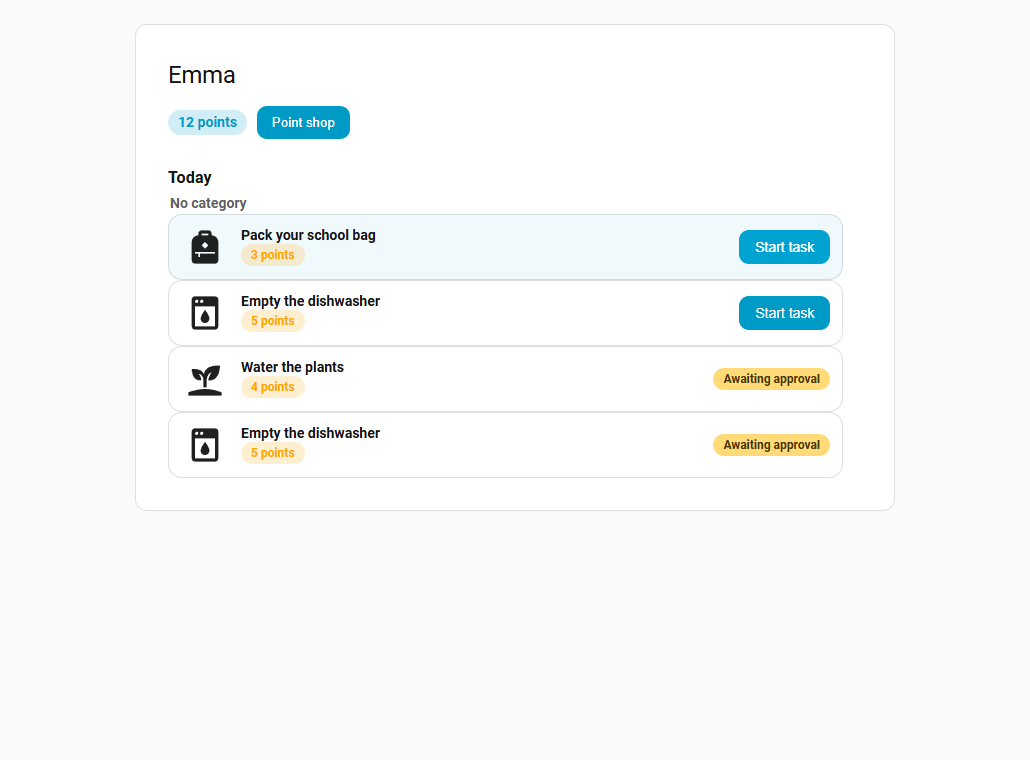 Emma
12 points
Point shop
Today
No category
Pack your school bag
3 points
Start task
Empty the dishwasher
5 points
Start task
Water the plants
4 points
Awaiting approval
Empty the dishwasher
5 points
Awaiting approval